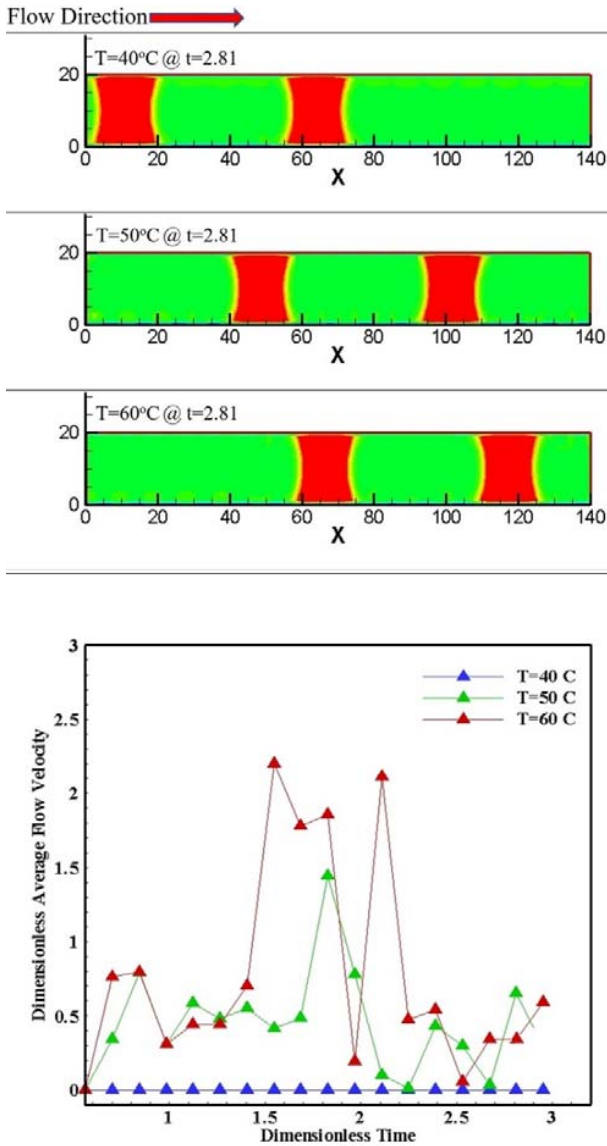 Flow Direction
T=40°C @ t=2.81
20
0
0 20 40 60 80 100 120 140
X
T=50°C @ t=2.81
20
0
0 20 40 60 80 100 120 140
X
T=60°C @ t=2.81
20
0
0 20 40 60 80 100 120 140
X
3
T=40 C
T=50 C
T=60 C
2.5
2
1.5
1
0.5
0
Dimensionless Average Flow Velocity
1 1.5 2 2.5 3
Dimensionless Time